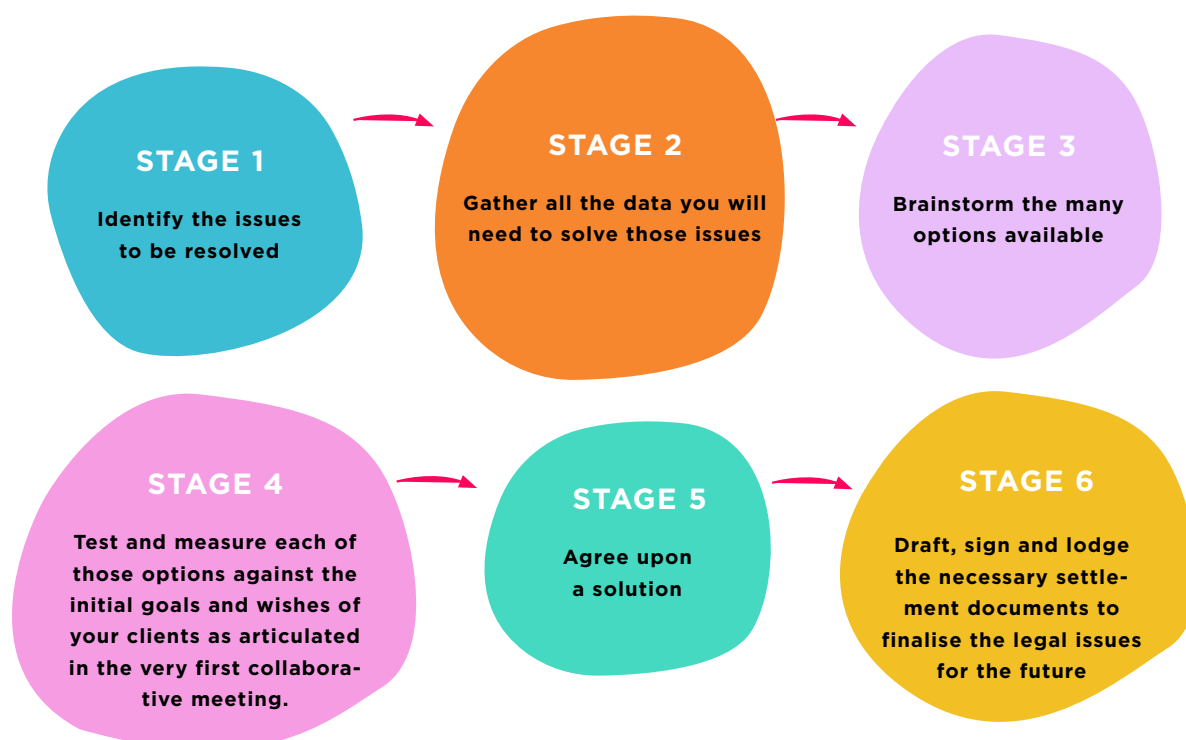 STAGE 1
Identify the issues
to be resolved
STAGE 2
Gather all the data you will
need to solve those issues
STAGE 3
Brainstorm the many
options available
STAGE 4
Test and measure each of
those options against the
initial goals and wishes of
your clients as articulated
in the very first collabora-
tive meeting.
STAGE 5
Agree upon
a solution
STAGE 6
Draft, sign and lodge
the necessary settle-
ment documents to
finalise the legal issues
for the future